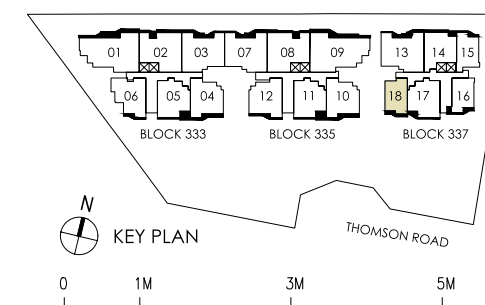 01 02 03 07 08 09 13 14 15
06 05 04 12 11 10 18 17 16
BLOCK 333 BLOCK 335 BLOCK 337
N
KEY PLAN
THOMSON ROAD
0 1M 3M 5M